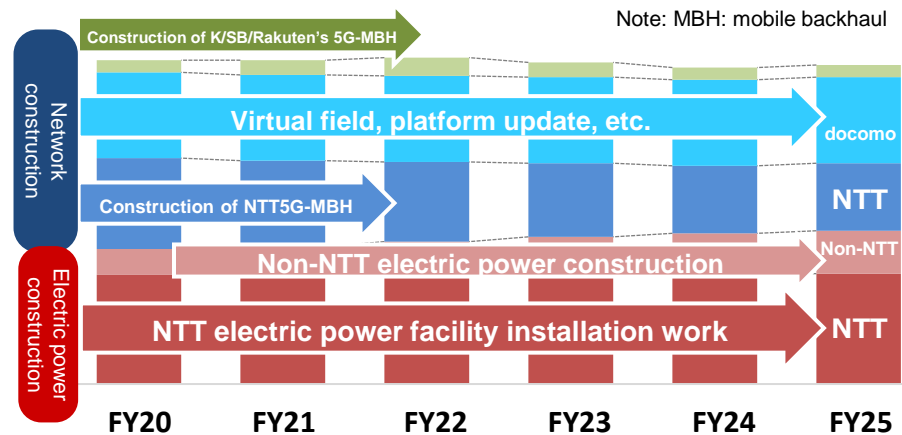 Note: MBH: mobile backhaul
Network
construction
Construction of K/SB/Rakuten's 5G-MBH
Virtual field, platform update, etc.
docomo
Construction of NTT5G-MBH
NTT
Electric power
construction
Non-NTT electric power construction
Non-NTT
NTT electric power facility installation work
NTT
FY20 FY21 FY22 FY23 FY24 FY25